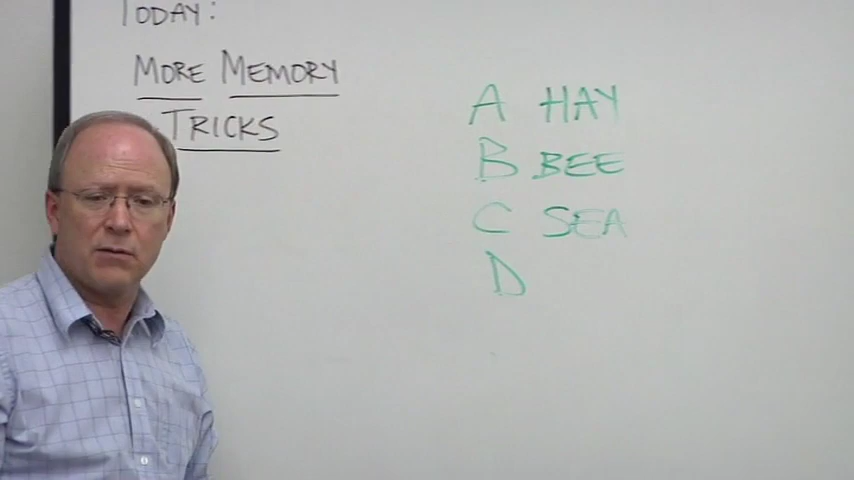 TODAY:
MORE MEMORY
TRICKS
A HAY
B BEE
C SEA
D